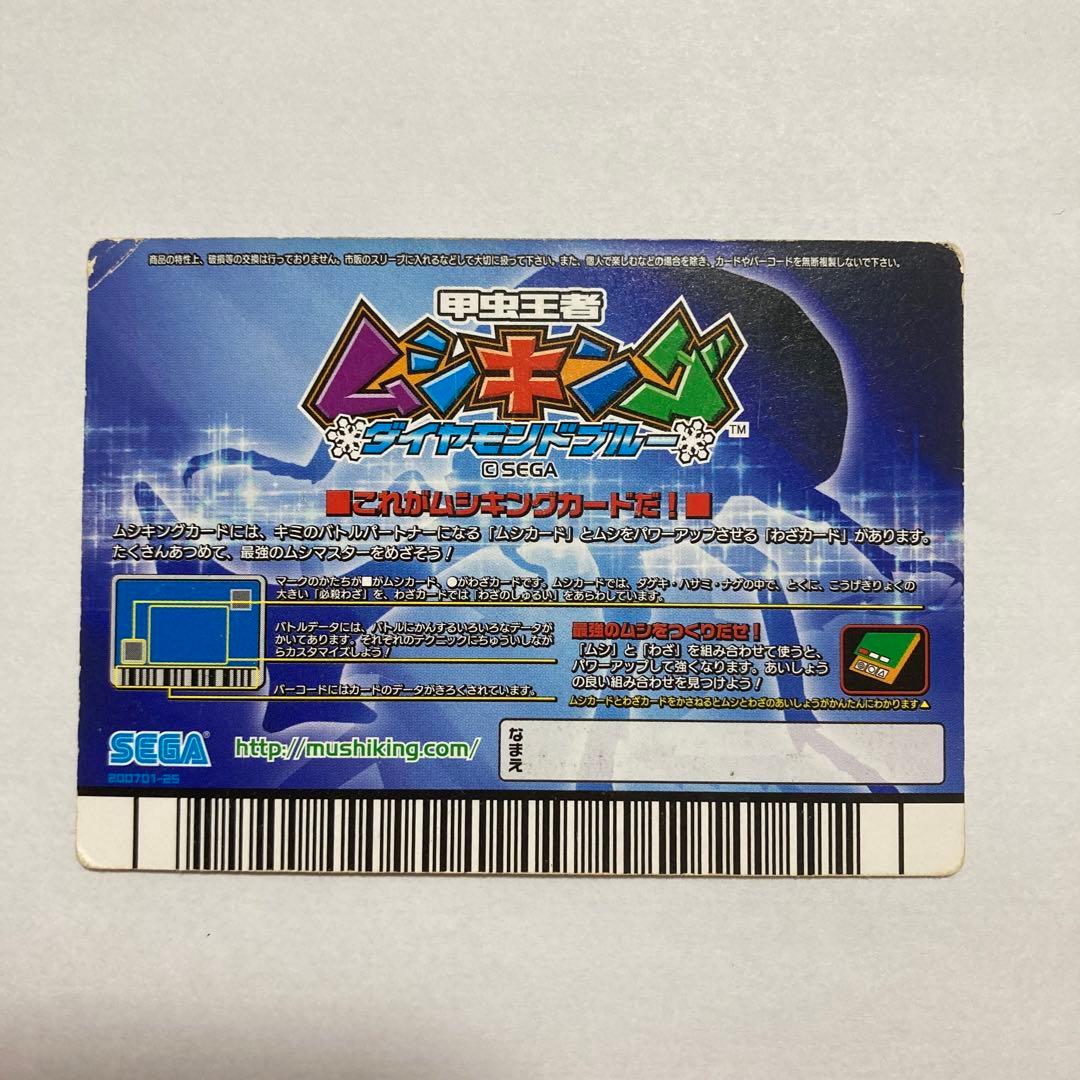 商品の特性上、破損等の交換は行っておりません。市販のスリーブに入れるなどして大切に扱って下さい。また、個人で楽しむなどの場合を除き、カードやバーコードを無断複製しないで下さい。
甲虫王者
ムシキング
ダイヤモンドブルー
TM
©SEGA
■これがムシキングカードだ！■
ムシキングカードには、キミのバトルパートナーになる「ムシカード」とムシをパワーアップさせる「わざカード」があります。
たくさんあつめて、最強のムシマスターをめざそう！
マークのかたちが■がムシカード、●がわざカードです。ムシカードでは、ダゲキ・ハサミ・ナゲの中で、とくに、こうげきりょくの
大きい「必殺わざ」を、わざカードでは「わざのしゅるい」をあらわしています。
バトルデータには、バトルにかんするいろいろなデータが
かいてあります。それぞれのテクニックにちゅういしなが
らカスタマイズしよう！
バーコードにはカードのデータがきろくされています。
最強のムシをつくりだせ！
「ムシ」と「わざ」を組み合わせて使うと、
パワーアップして強くなります。あいしょう
の良い組み合わせを見つけよう！
ムシカードとわざカードをかさねるとムシとわざのあいしょうがかんたんにわかります▲
SEGA®
200701-25
http://mushiking.com/
なまえ